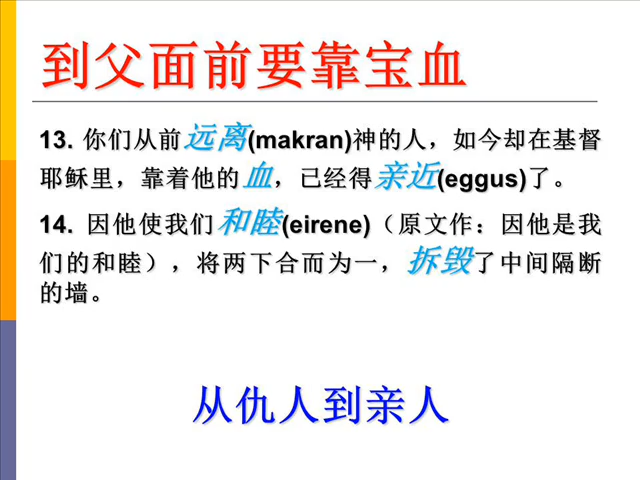 到父面前要靠宝血
13. 你们从前远离(makran)神的人，如今却在基督
耶稣里，靠着他的血，已经得亲近(eggus)了。
14. 因他使我们和睦(eirene)（原文作：因他是我
们的和睦），将两下合而为一，拆毁了中间隔断
的墙。
从仇人到亲人